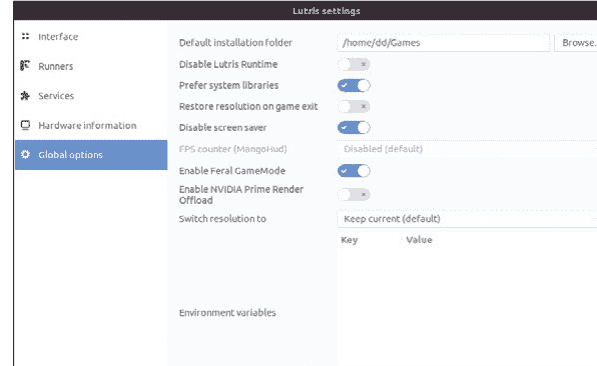 Lutris settings
Interface
Runners
Services
Hardware information
Global options
Default installation folder /home/dd/Games Browse.
Disable Lutris Runtime
Prefer system libraries
Restore resolution on game exit
Disable screen saver
FPS counter (MangoHud) Disabled (default)
Enable Feral GameMode
Enable NVIDIA Prime Render
Offload
Switch resolution to Keep current (default)
Key Value
Environment variables